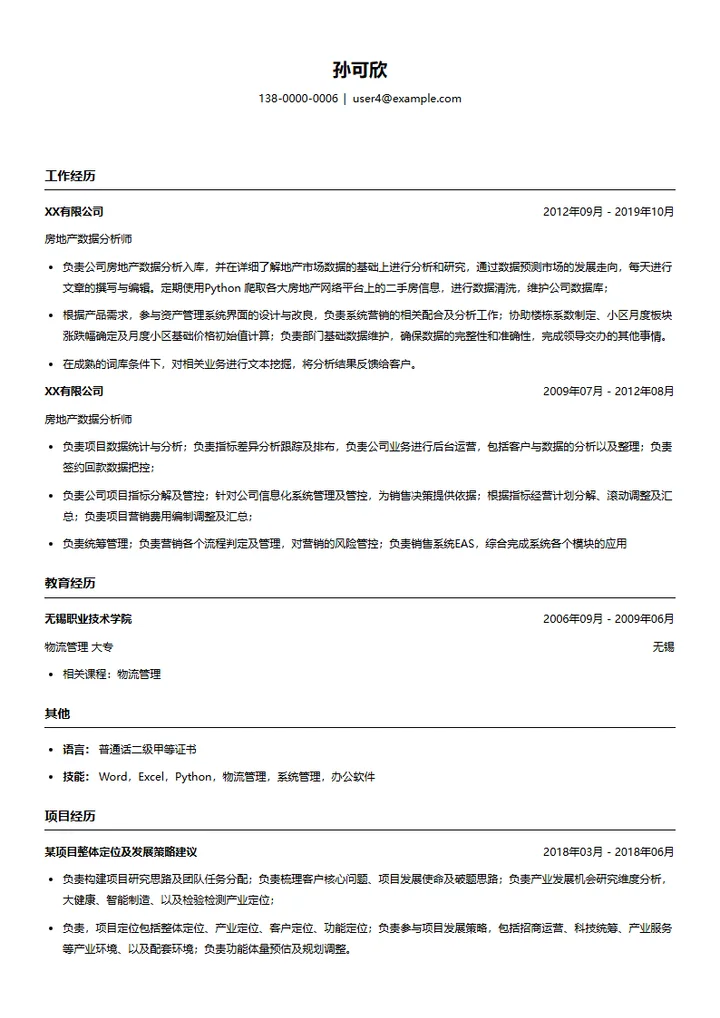 孙可欣
138-0000-0006 | user4@example.com
工作经历
XX有限公司 2012年09月 - 2019年10月
房地产数据分析师
• 负责公司房地产数据分析入库，并在详细了解地产市场数据的基础上进行分析和研究，通过数据预测市场的发展走向，每天进行
文章的撰写与编辑。定期使用Python 爬取各大房地产网络平台上的二手房信息，进行数据清洗，维护公司数据库；
• 根据产品需求，参与资产管理系统界面的设计与改良，负责系统营销的相关配合及分析工作；协助楼栋系数制定、小区月度板块
涨跌幅确定及月度小区基础价格初始值计算；负责部门基础数据维护，确保数据的完整性和准确性，完成领导交办的其他事情。
• 在成熟的词库条件下，对相关业务进行文本挖掘，将分析结果反馈给客户。
XX有限公司 2009年07月 - 2012年08月
房地产数据分析师
• 负责项目数据统计与分析；负责指标差异分析跟踪及排布，负责公司业务进行后台运营，包括客户与数据的分析以及整理；负责
签约回款数据把控；
• 负责公司项目指标分解及管控；针对公司信息化系统管理及管控，为销售决策提供依据；根据指标经营计划分解、滚动调整及汇
总；负责项目营销费用编制调整及汇总；
• 负责统筹管理；负责营销各个流程判定及管理，对营销的风险管控；负责销售系统EAS，综合完成系统各个模块的应用
教育经历
无锡职业技术学院 2006年09月 - 2009年06月
物流管理 大专 无锡
• 相关课程：物流管理
其他
• 语言： 普通话二级甲等证书
• 技能： Word，Excel，Python，物流管理，系统管理，办公软件
项目经历
某项目整体定位及发展策略建议 2018年03月 - 2018年06月
• 负责构建项目研究思路及团队任务分配；负责梳理客户核心问题、项目发展使命及破题思路；负责产业发展机会研究维度分析，
大健康、智能制造、以及检验检测产业定位；
• 负责，项目定位包括整体定位、产业定位、客户定位、功能定位；负责参与项目发展策略，包括招商运营、科技统筹、产业服务
等产业环境、以及配套环境；负责功能体量预估及规划调整。